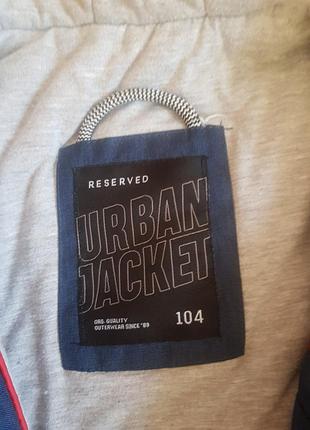 RESERVED
URBAN
JACKET
ORG. QUALITY
OUTERWEAR SINCE '89
104